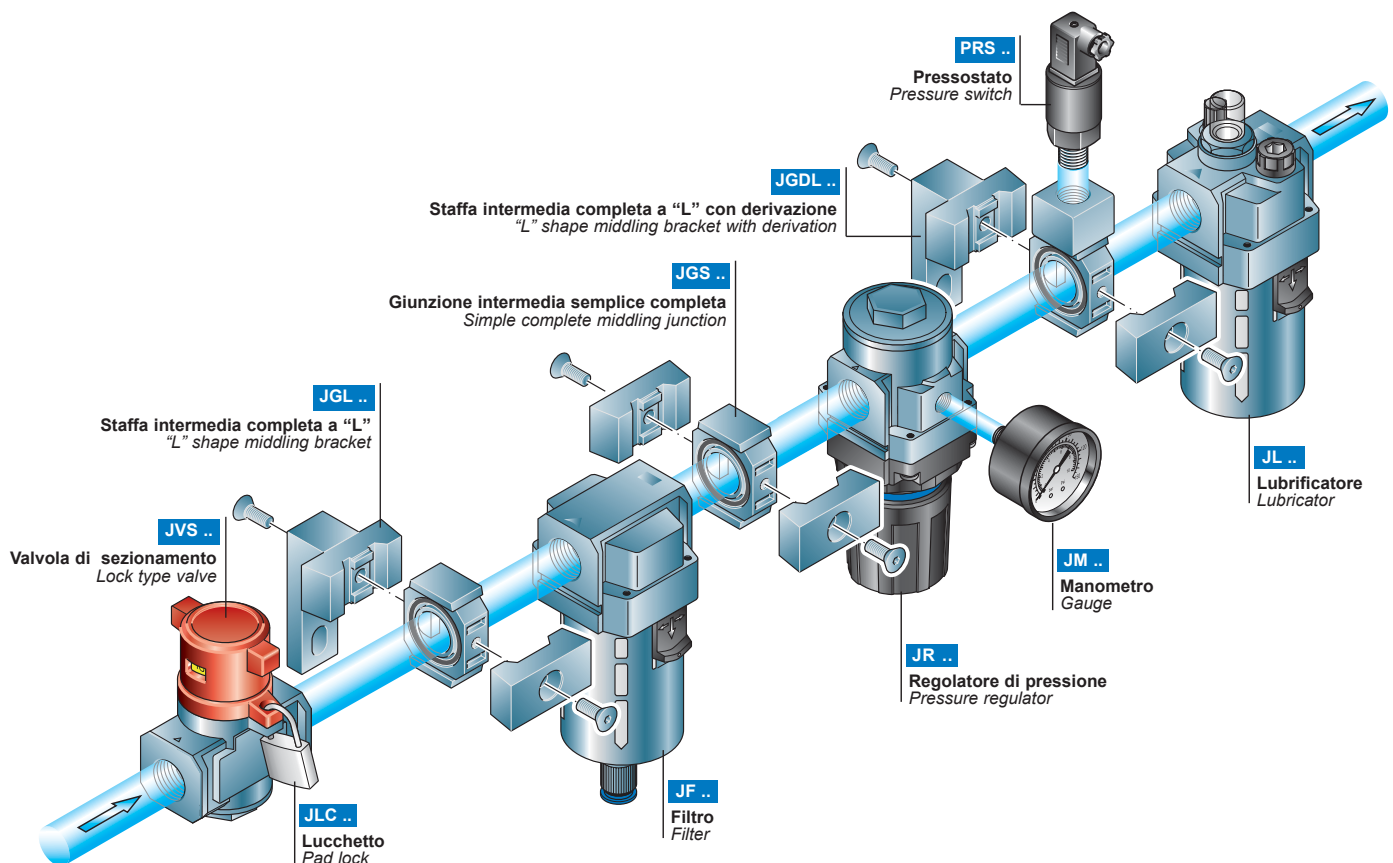 PRS ..
Pressostato
Pressure switch
JGDL ..
Staffa intermedia completa a “L” con derivazione
“L” shape middling bracket with derivation
JGS ..
Giunzione intermedia semplice completa
Simple complete middling junction
JGL ..
Staffa intermedia completa a “L”
“L” shape middling bracket
JVS ..
Valvola di sezionamento
Lock type valve
JL ..
Lubrificatore
Lubricator
JM ..
Manometro
Gauge
JR ..
Regolatore di pressione
Pressure regulator
JF ..
Filtro
Filter
JLC ..
Lucchetto
Pad lock